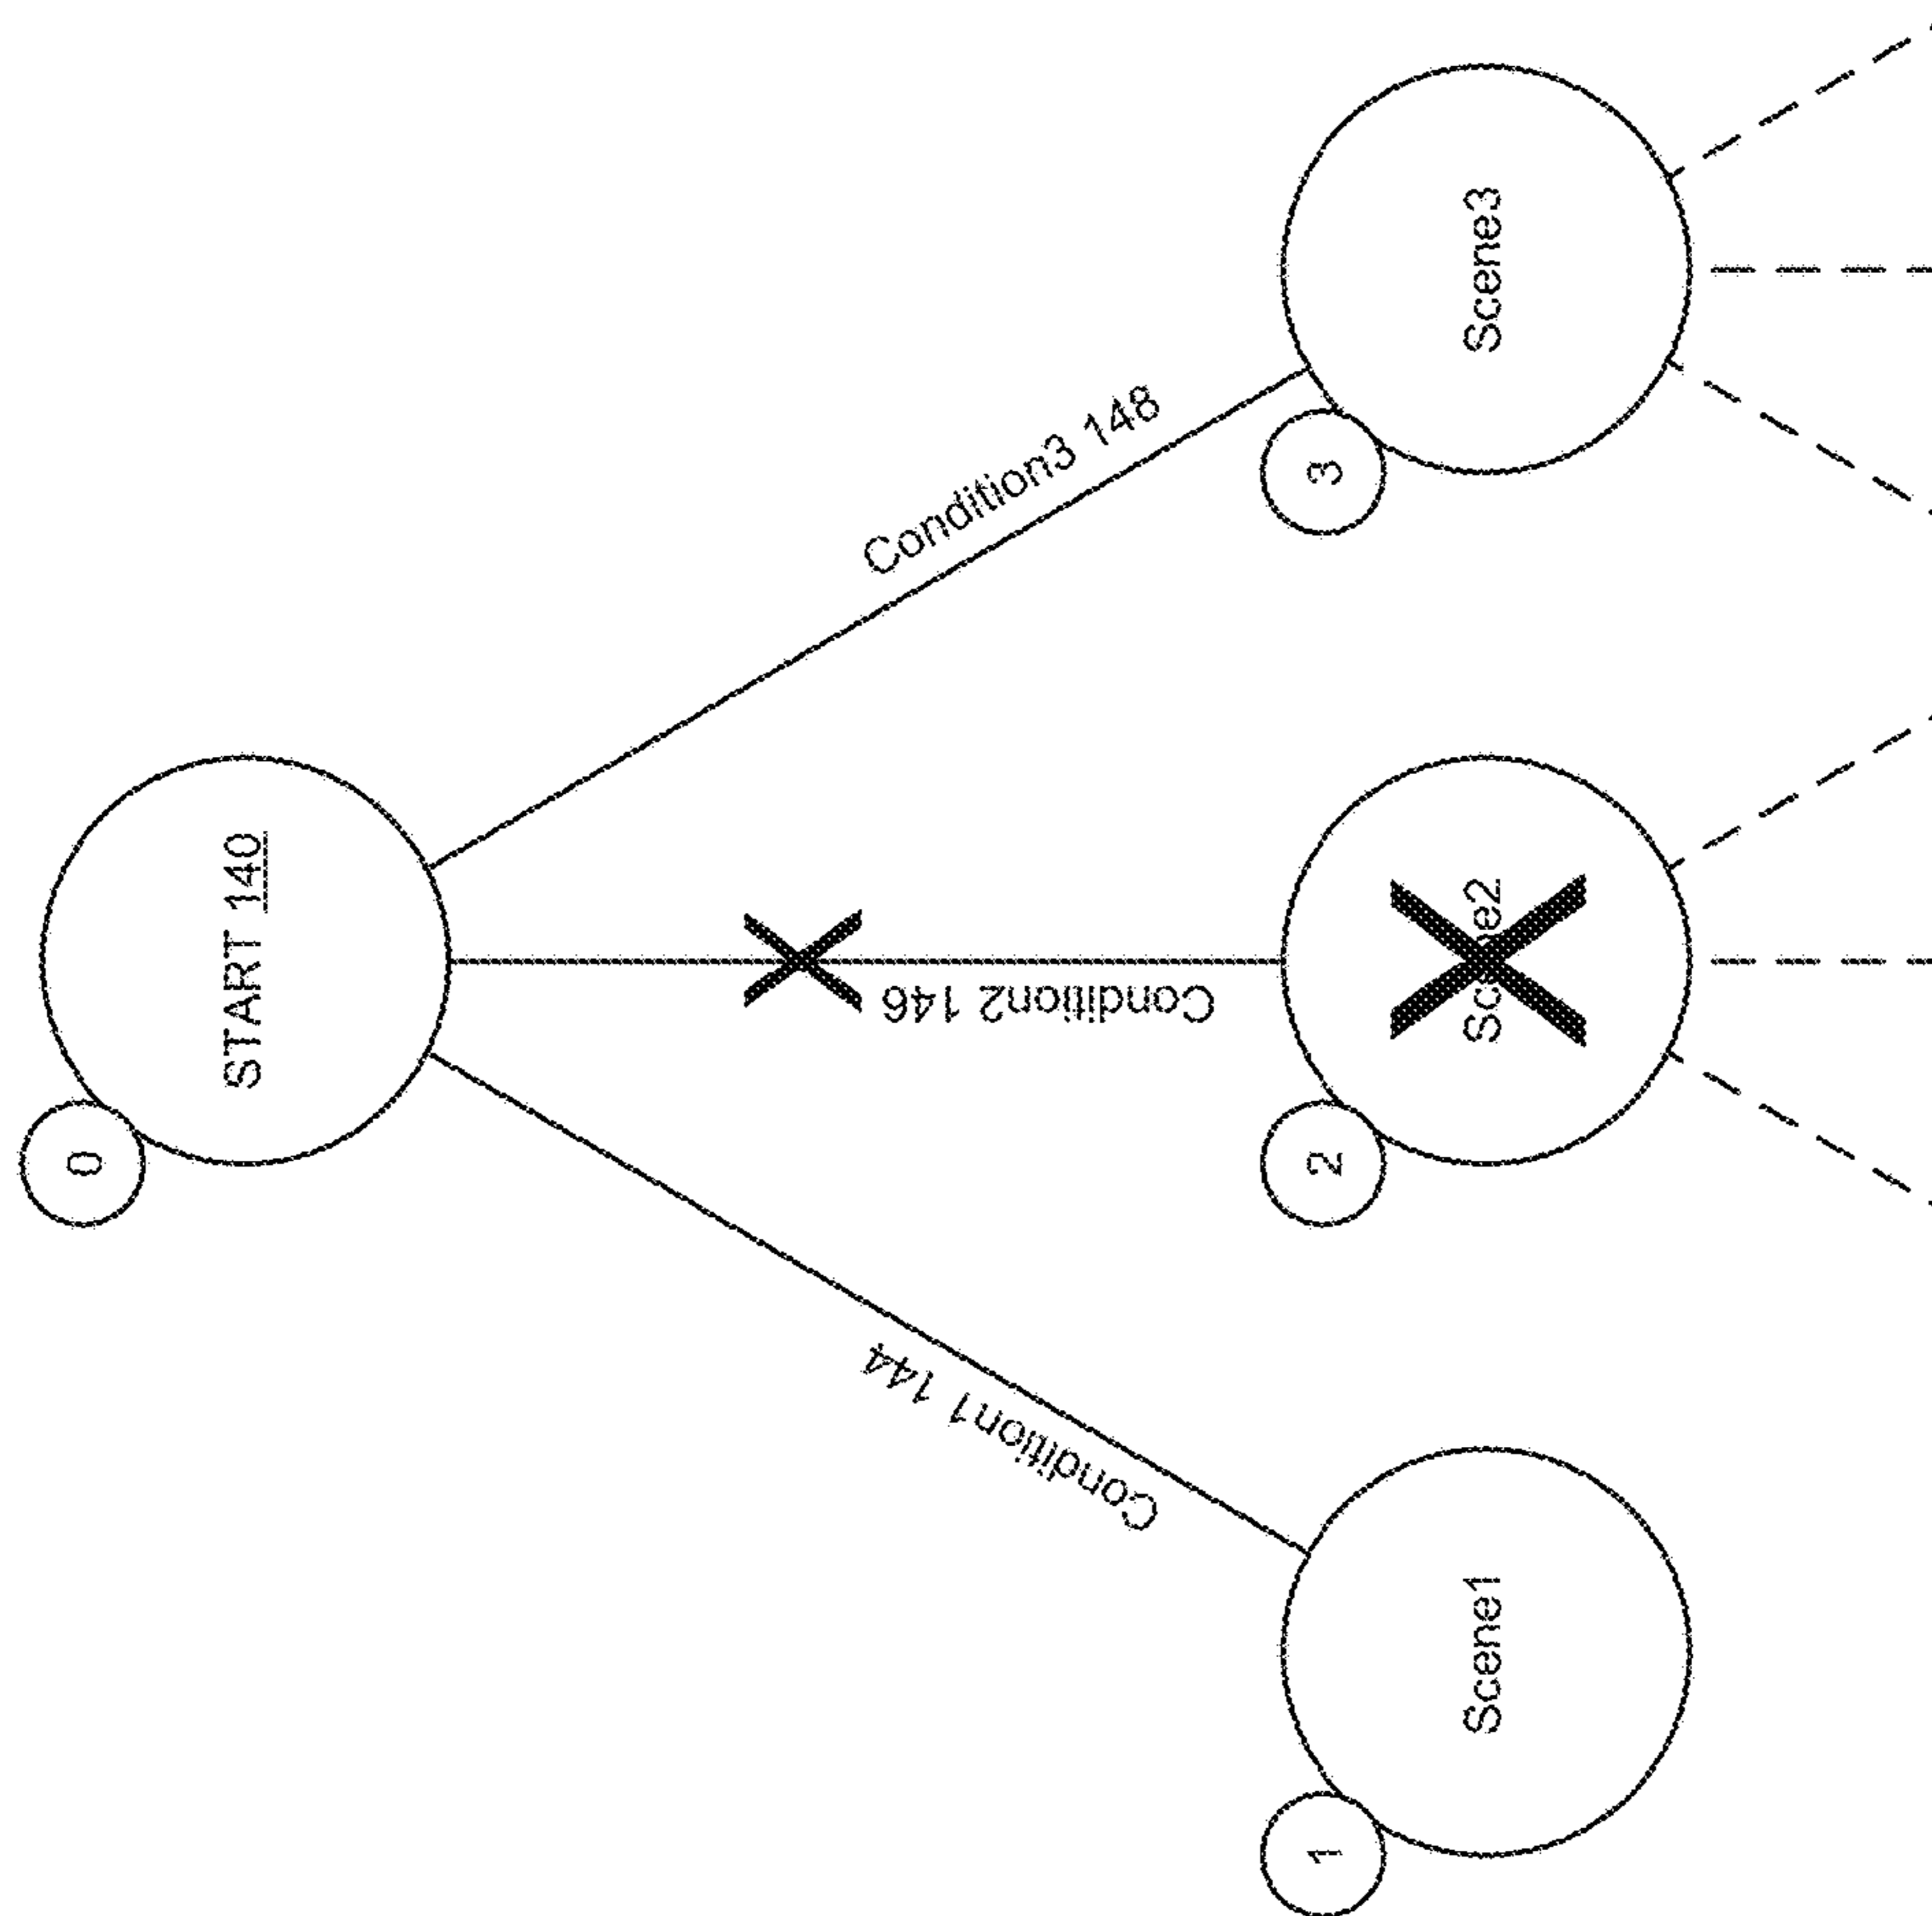 0
START 140
Condition1 144
Condition2 146
Condition3 148
1
Scene1
2
Scene2
3
Scene3